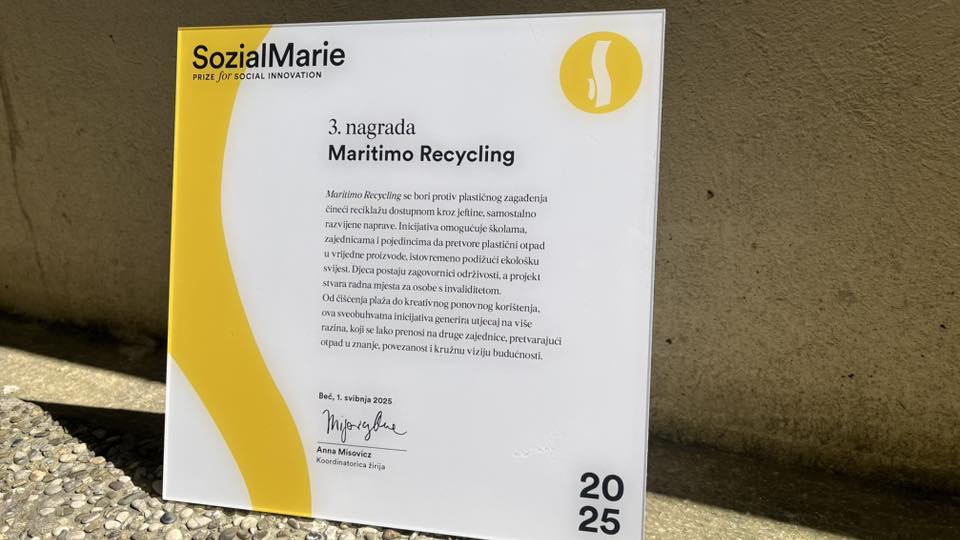 SozialMarie
PRIZE for SOCIAL INNOVATION
3. nagrada
Maritimo Recycling
Maritimo Recycling se bori protiv plastičnog zagađenja
čineći reciklažu dostupnom kroz jeftine, samostalno
razvijene naprave. Inicijativa omogućuje školama,
zajednicama i pojedincima da pretvore plastični otpad
u vrijedne proizvode, istovremeno podižući ekološku
svijest. Djeca postaju zagovornici održivosti, a projekt
stvara radna mjesta za osobe s invaliditetom.
Od čišćenja plaža do kreativnog ponovnog korištenja,
ova sveobuhvatna inicijativa generira utjecaj na više
razina, koji se lako prenosi na druge zajednice, pretvarajući
otpad u znanje, povezanost i kružnu viziju budućnosti.
Beč, 1. svibnja 2025
Anna Misovicz
Koordinatorica žirija
20
25